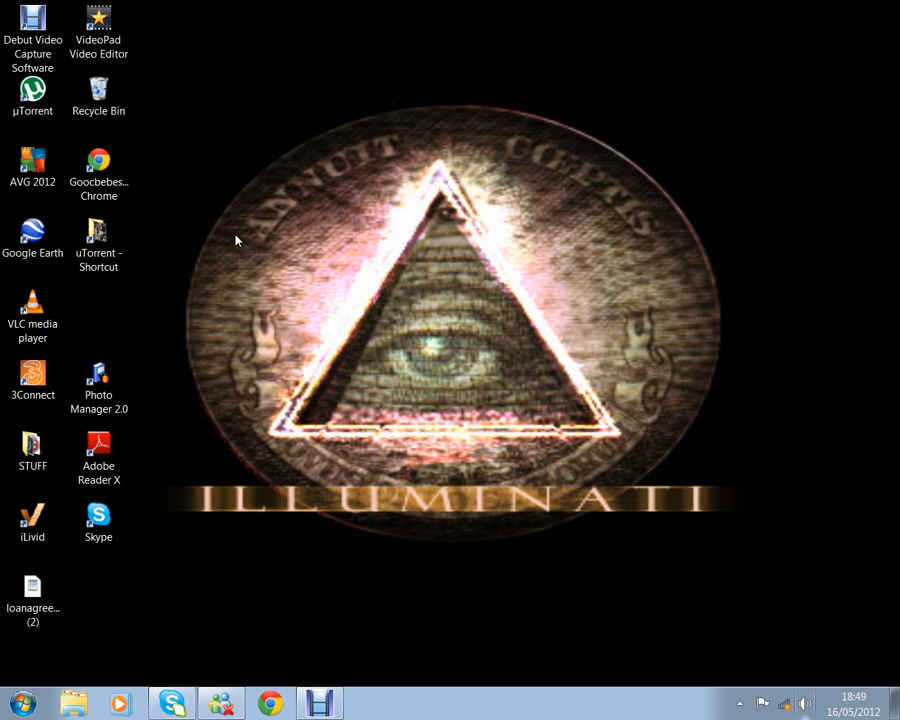 Debut Video
Capture
Software
VideoPad
Video Editor
µTorrent
Recycle Bin
AVG 2012
Goocbebes...
Chrome
Google Earth
uTorrent -
Shortcut
VLC media
player
3Connect
Photo
Manager 2.0
STUFF
Adobe
Reader X
iLivid
Skype
loanagree...
(2)
ANNUIT
CŒPTIS
ILLUMINATI
18:49
16/05/2012